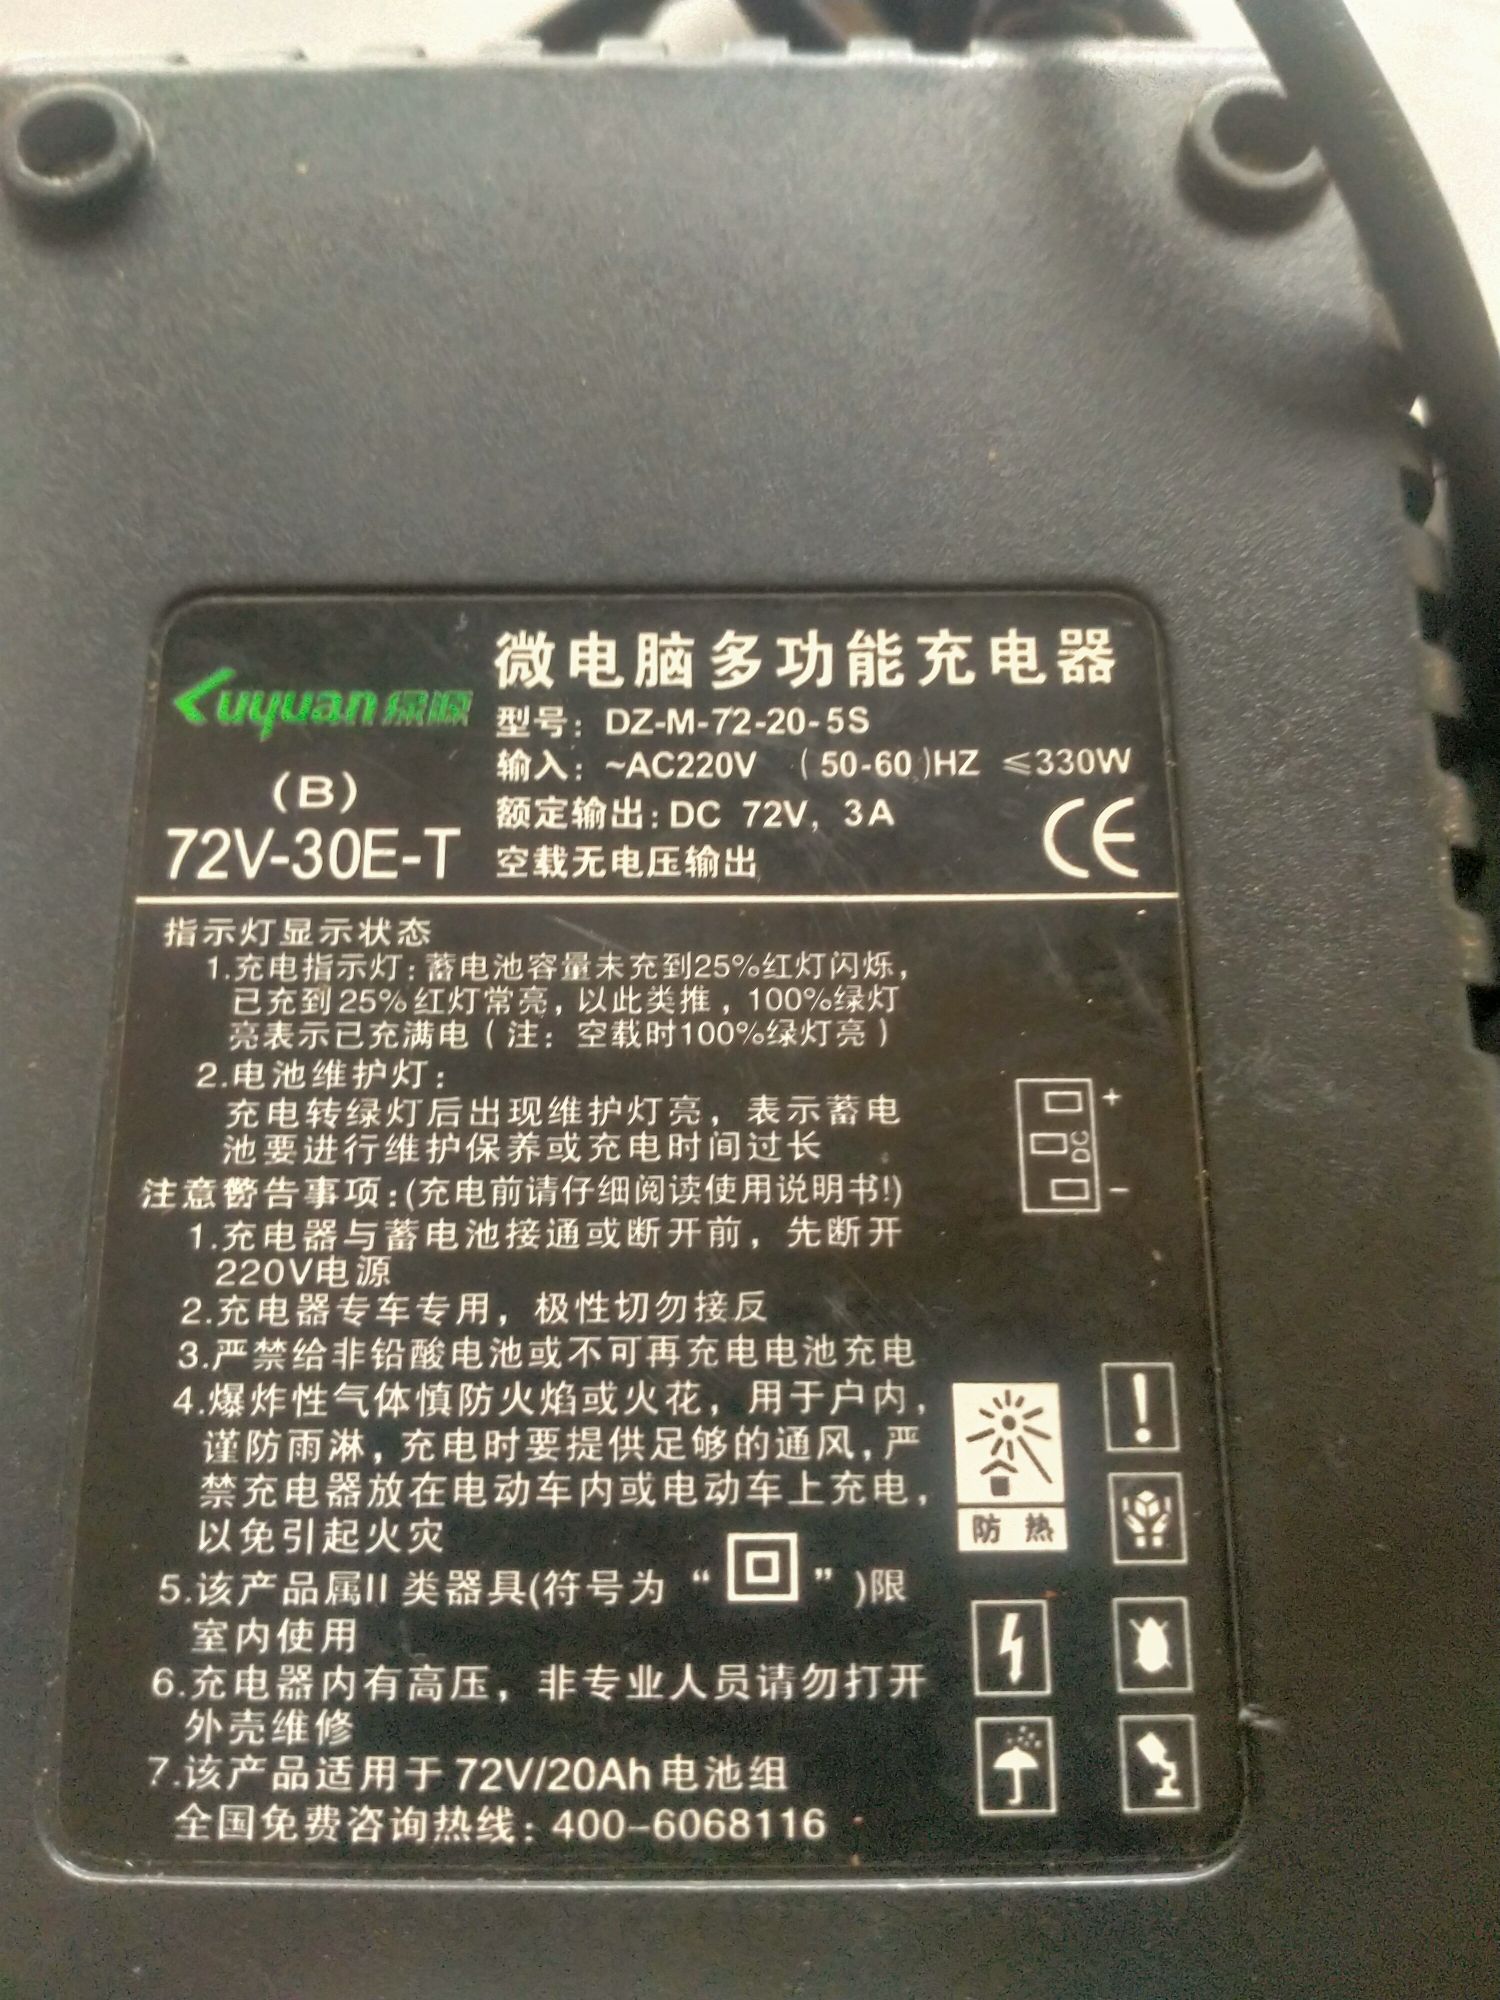 Luyuan 绿源
微电脑多功能充电器
型号: DZ-M-72-20-5S
输入: ~AC220V (50-60)HZ ≤330W
(B)
额定输出: DC 72V, 3A
72V-30E-T
空载无电压输出
CE
指示灯显示状态
1.充电指示灯: 蓄电池容量未充到25%红灯闪烁,
已充到25%红灯常亮, 以此类推, 100%绿灯
亮表示已充满电 (注: 空载时100%绿灯亮)
2.电池维护灯:
充电转绿灯后出现维护灯亮, 表示蓄电
池要进行维护保养或充电时间过长
+
DC
−
注意警告事项:(充电前请仔细阅读使用说明书!)
1.充电器与蓄电池接通或断开前, 先断开
220V电源
2.充电器专车专用, 极性切勿接反
3.严禁给非铅酸电池或不可再充电电池充电
4.爆炸性气体慎防火焰或火花, 用于户内,
谨防雨淋, 充电时要提供足够的通风, 严
禁充电器放在电动车内或电动车上充电,
以免引起火灾
防热
5.该产品属II类器具(符号为“回”)限
室内使用
6.充电器内有高压, 非专业人员请勿打开
外壳维修
7.该产品适用于 72V/20Ah 电池组
全国免费咨询热线: 400-6068116